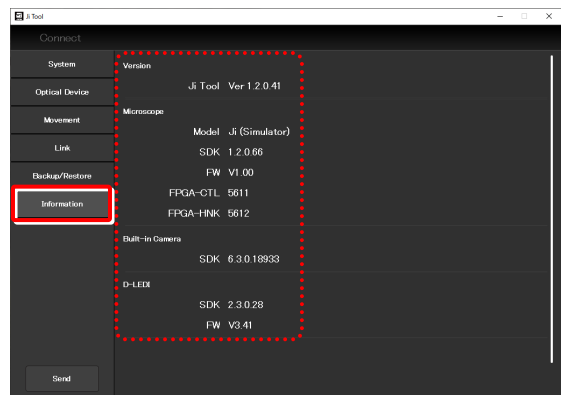 Ji Tool
Connect
System
Optical Device
Movement
Link
Backup/Restore
Information
Send
Version
Ji Tool Ver 1.2.0.41
Microscope
Model Ji (Simulator)
SDK 1.2.0.66
FW V1.00
FPGA-CTL 5611
FPGA-HNK 5612
Built-in Camera
SDK 6.3.0.18933
D-LEDI
SDK 2.3.0.28
FW V3.41